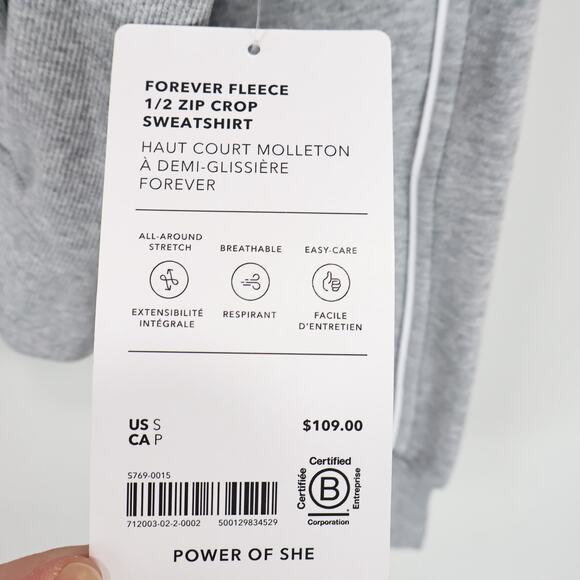 FOREVER FLEECE
1/2 ZIP CROP
SWEATSHIRT
HAUT COURT MOLLETON
À DEMI-GLISSIÈRE
FOREVER
ALL-AROUND
STRETCH
BREATHABLE
EASY-CARE
EXTENSIBILITÉ
INTÉGRALE
RESPIRANT
FACILE
D'ENTRETIEN
US S
CA P
$109.00
S769-0015
712003-02-2-0002 500129834529
Certified
Certifiée
B
Entreprise
Corporation
POWER OF SHE